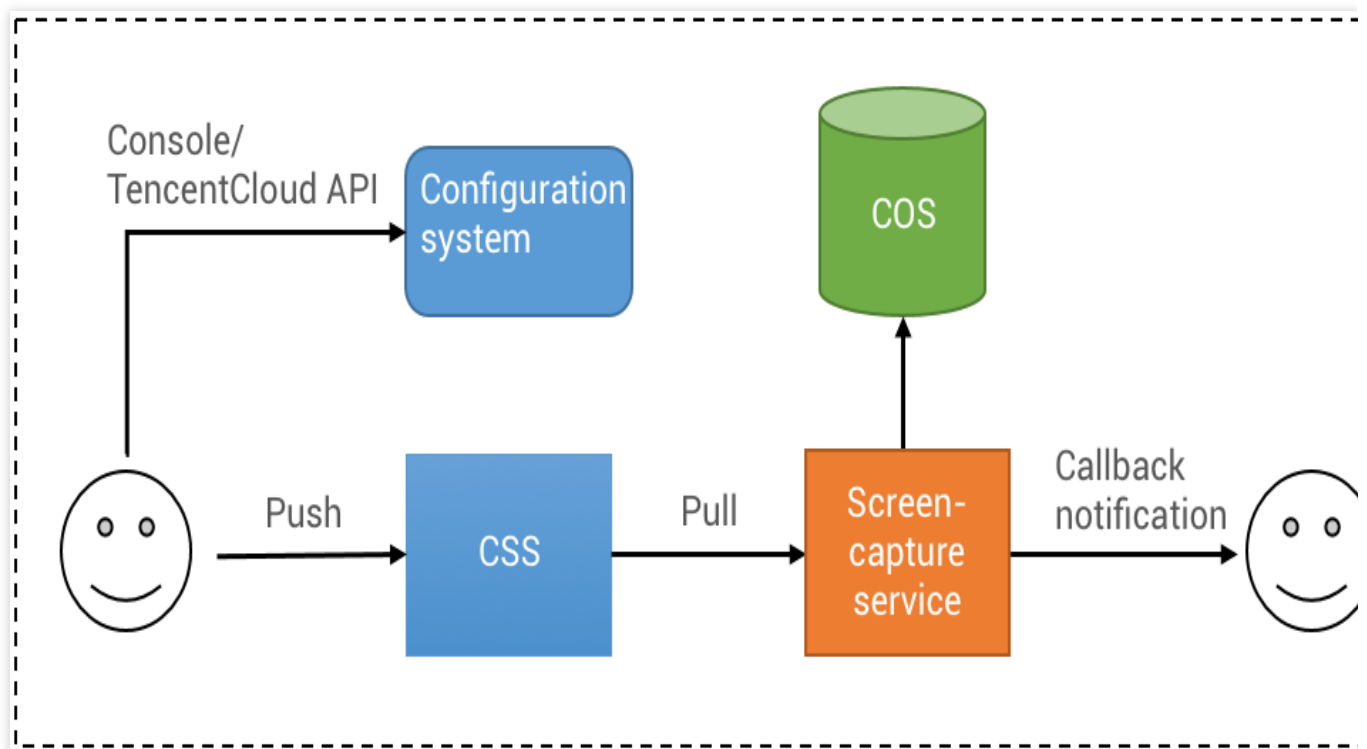 Console/
TencentCloud API
Configuration
system
COS
Push
CSS
Pull
Screen-
capture
service
Callback
notification